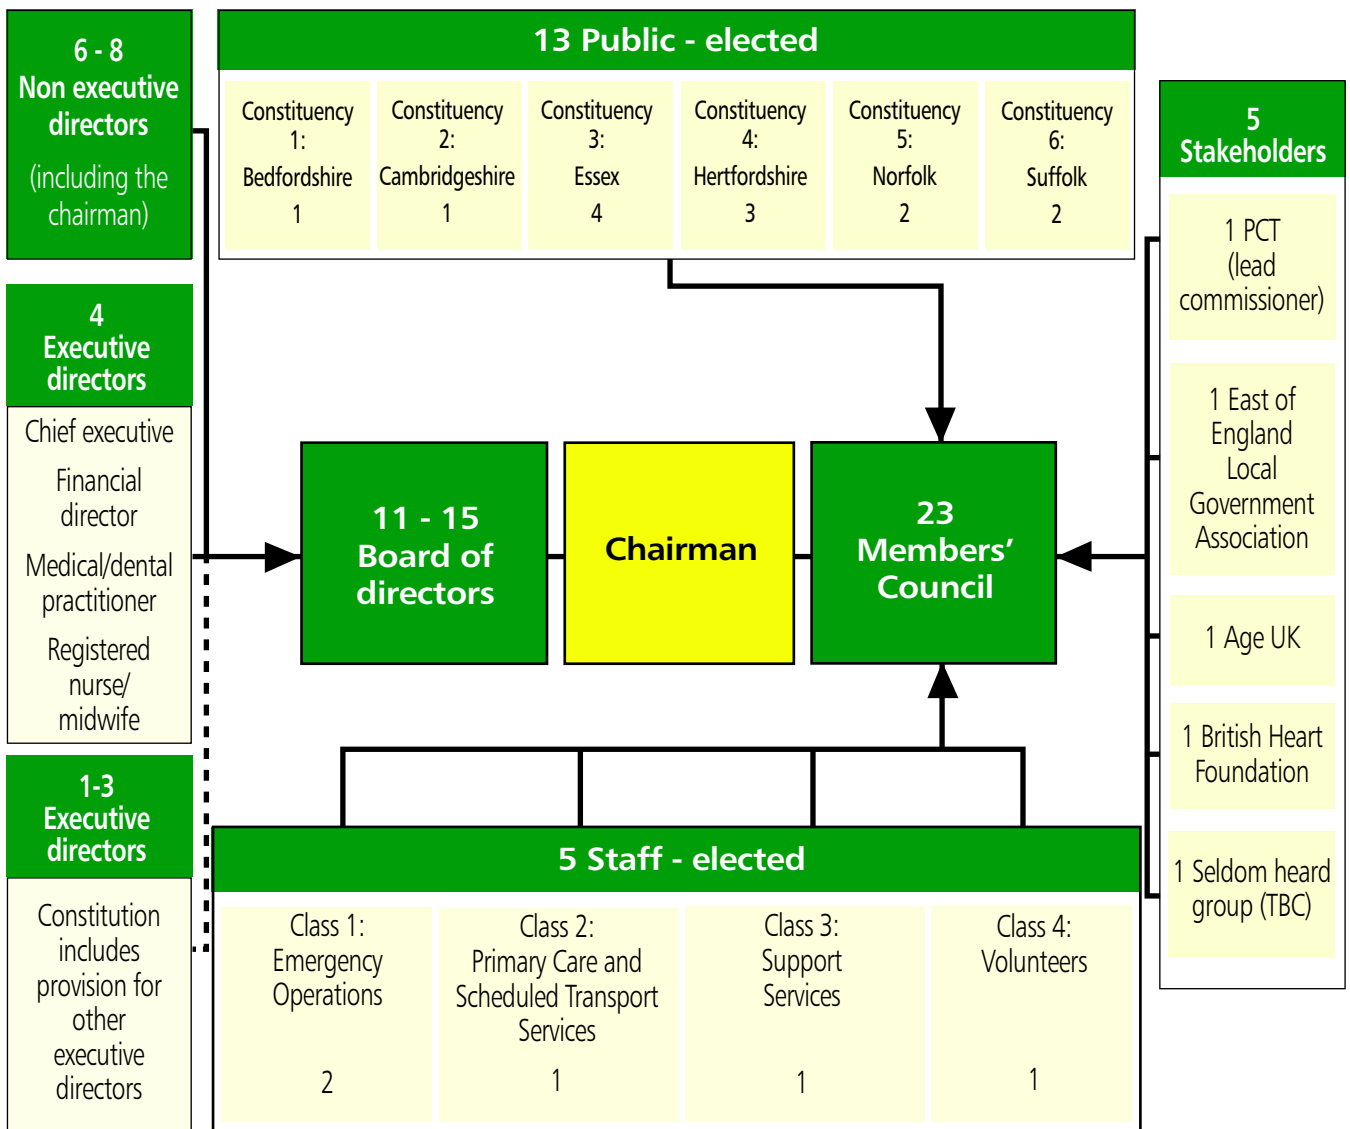 6 - 8
Non executive
directors
(including the
chairman)
4
Executive
directors
Chief executive
Financial
director
Medical/dental
practitioner
Registered
nurse/
midwife
1-3
Executive
directors
Constitution
includes
provision for
other
executive
directors
13 Public - elected
Constituency
1:
Bedfordshire
1
Constituency
2:
Cambridgeshire
1
Constituency
3:
Essex
4
Constituency
4:
Hertfordshire
3
Constituency
5:
Norfolk
2
Constituency
6:
Suffolk
2
11 - 15
Board of
directors
Chairman
23
Members’
Council
5 Staff - elected
Class 1:
Emergency
Operations
2
Class 2:
Primary Care and
Scheduled Transport
Services
1
Class 3:
Support
Services
1
Class 4:
Volunteers
1
5
Stakeholders
1 PCT
(lead
commissioner)
1 East of
England
Local
Government
Association
1 Age UK
1 British Heart
Foundation
1 Seldom heard
group (TBC)